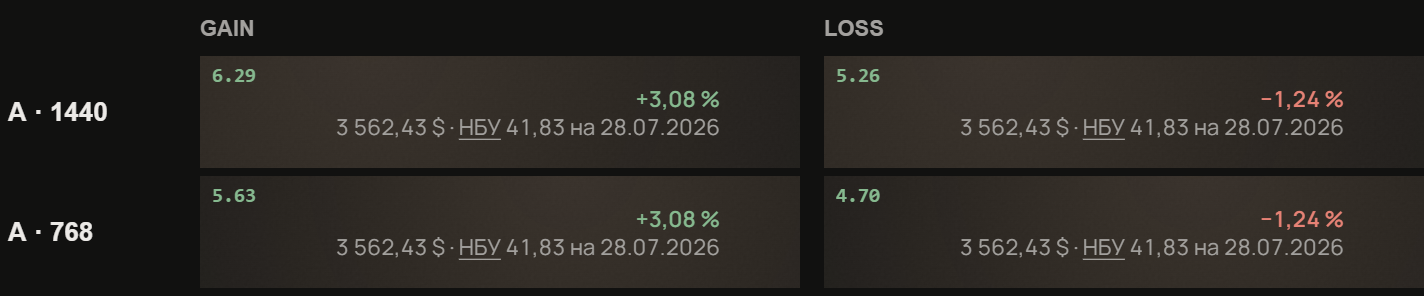 GAIN LOSS
A · 1440
6.29
+3,08 %
3 562,43 $ · НБУ 41,83 на 28.07.2026
5.26
−1,24 %
3 562,43 $ · НБУ 41,83 на 28.07.2026
A · 768
5.63
+3,08 %
3 562,43 $ · НБУ 41,83 на 28.07.2026
4.70
−1,24 %
3 562,43 $ · НБУ 41,83 на 28.07.2026